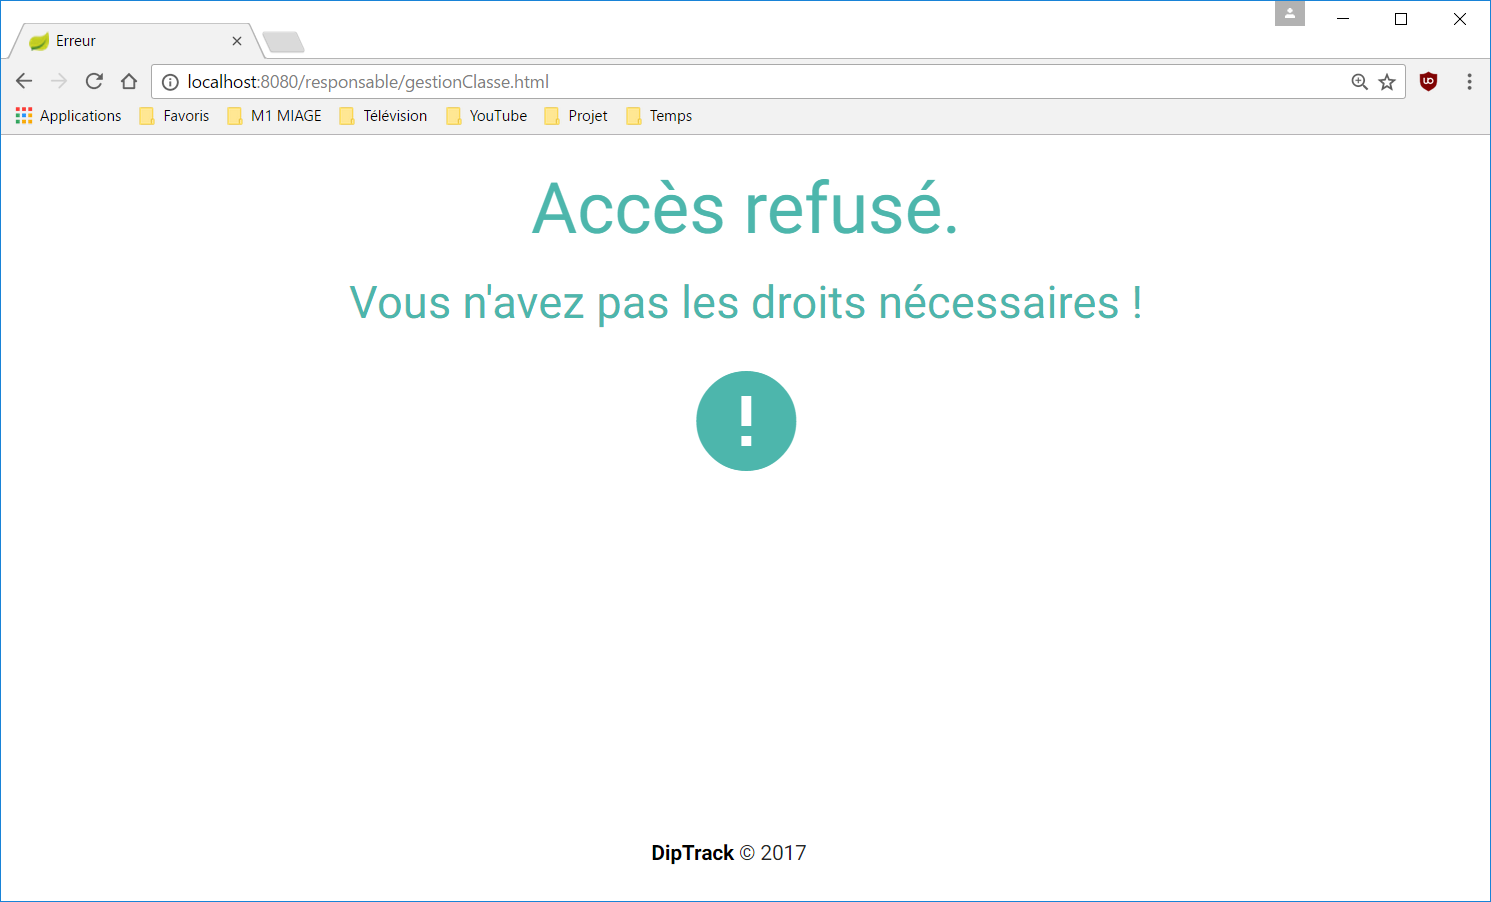 Erreur
localhost:8080/responsable/gestionClasse.html
Applications Favoris M1 MIAGE Télévision YouTube Projet Temps
Accès refusé.
Vous n'avez pas les droits nécessaires !
DipTrack © 2017